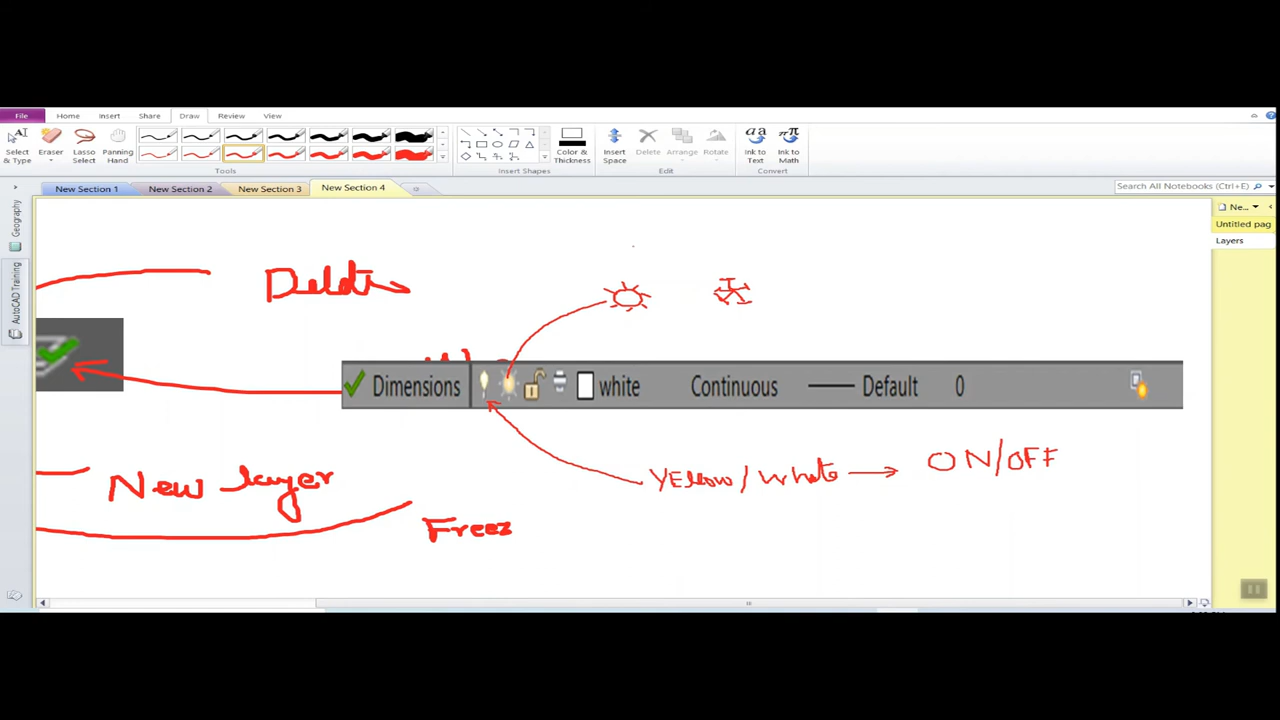 File Home Insert Share Draw Review View
Select & Type Eraser Lasso Select Panning Hand Color & Thickness Insert Space Delete Arrange Rotate Ink to Text Ink to Math
Tools Insert Shapes Edit Convert
New Section 1 New Section 2 New Section 3 New Section 4 Search All Notebooks (Ctrl+E) Ne...
Untitled pag
Layers
Geography
AutoCAD Training
Dimensions white Continuous Default 0
YEllow/White ON/OFF
New layer
Freez